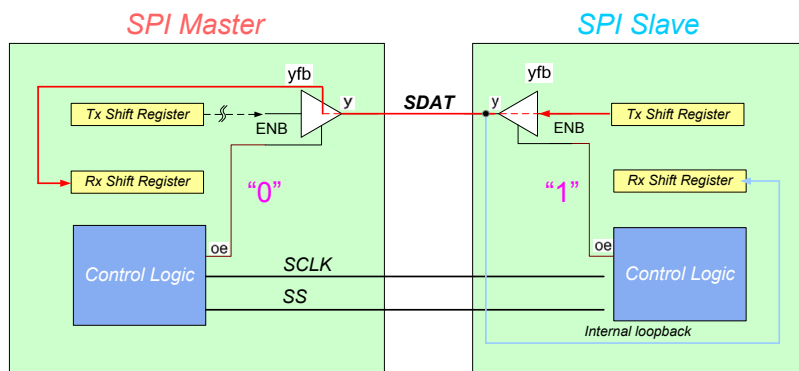 SPI Master
SPI Slave
yfb
yfb
y
SDAT
y
Tx Shift Register
ENB
ENB
Tx Shift Register
Rx Shift Register
Rx Shift Register
“0”
“1”
oe
oe
Control Logic
SCLK
Control Logic
SS
Internal loopback